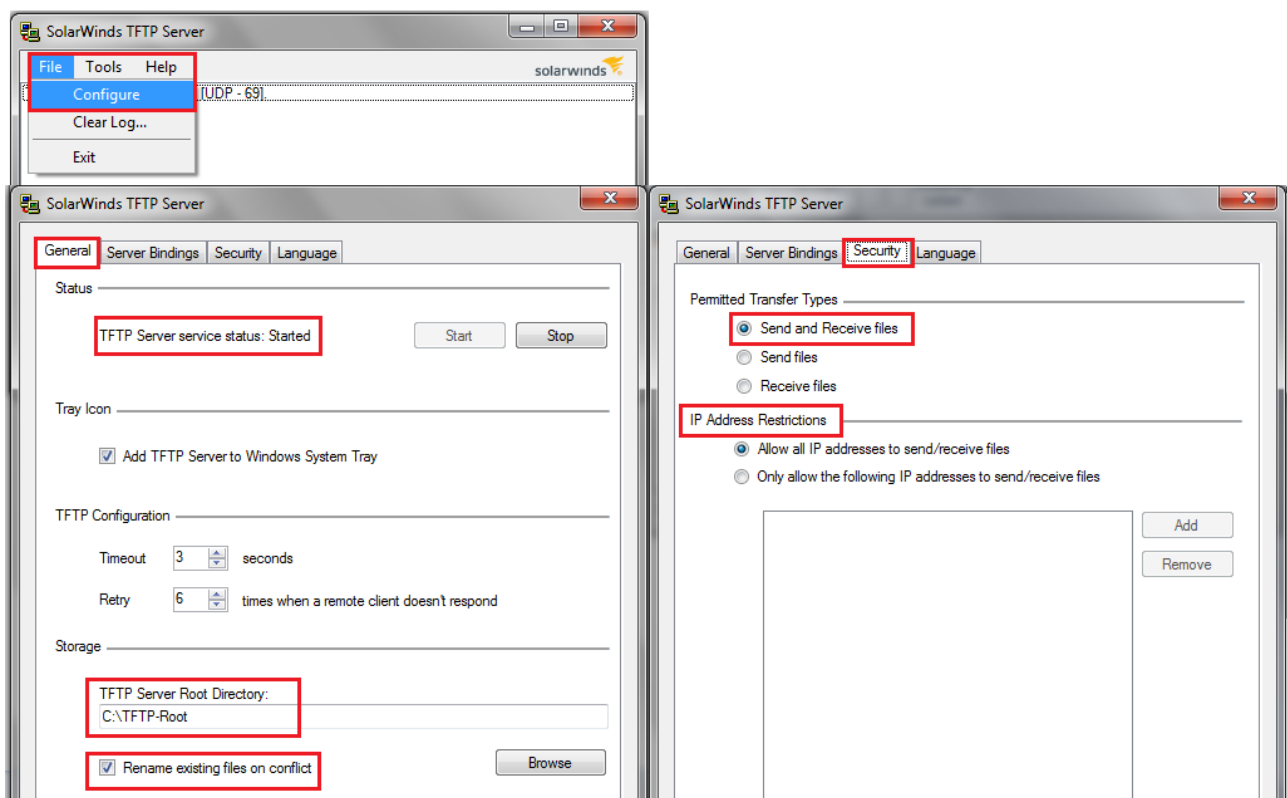 SolarWinds TFTP Server
File Tools Help
solarwinds
Configure
[UDP - 69].
Clear Log...
Exit
SolarWinds TFTP Server
General Server Bindings Security Language
Status
TFTP Server service status: Started
Start Stop
Tray Icon
Add TFTP Server to Windows System Tray
TFTP Configuration
Timeout 3 seconds
Retry 6 times when a remote client doesn't respond
Storage
TFTP Server Root Directory:
C:\TFTP-Root
Rename existing files on conflict
Browse
SolarWinds TFTP Server
General Server Bindings Security Language
Permitted Transfer Types
Send and Receive files
Send files
Receive files
IP Address Restrictions
Allow all IP addresses to send/receive files
Only allow the following IP addresses to send/receive files
Add
Remove